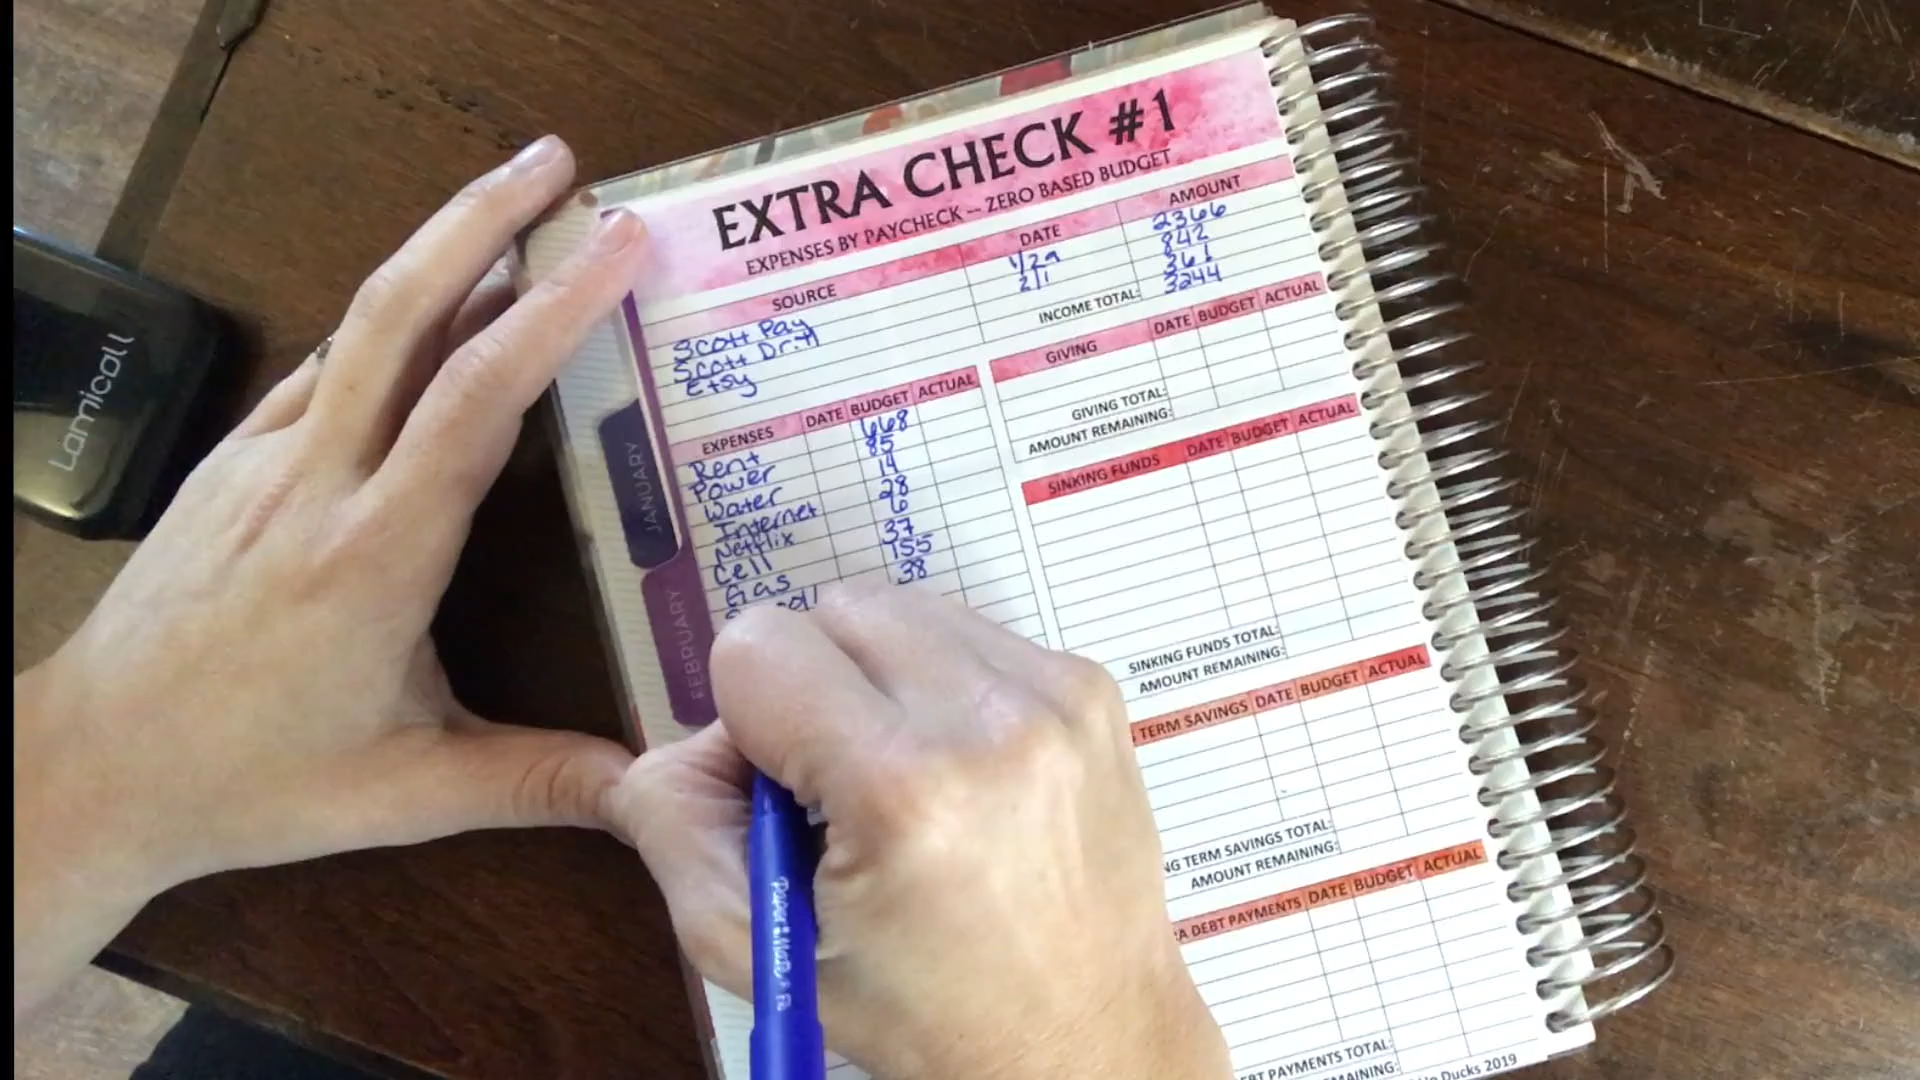 EXTRA CHECK #1
EXPENSES BY PAYCHECK -- ZERO BASED BUDGET
SOURCE DATE AMOUNT
Scott Pay 1/29 2366
Scott Drill 2/1 842
Etsy 36
INCOME TOTAL: 3244
EXPENSES DATE BUDGET ACTUAL
Rent 668
Power 85
Water 14
Internet 28
Netflix 6
Cell 37
Gas 155
38
GIVING DATE BUDGET ACTUAL
GIVING TOTAL:
AMOUNT REMAINING:
SINKING FUNDS DATE BUDGET ACTUAL
SINKING FUNDS TOTAL:
AMOUNT REMAINING:
TERM SAVINGS DATE BUDGET ACTUAL
TERM SAVINGS TOTAL:
AMOUNT REMAINING:
DEBT PAYMENTS DATE BUDGET ACTUAL
PAYMENTS TOTAL:
Ducks 2019
JANUARY
FEBRUARY
Lamicall
PaperMate